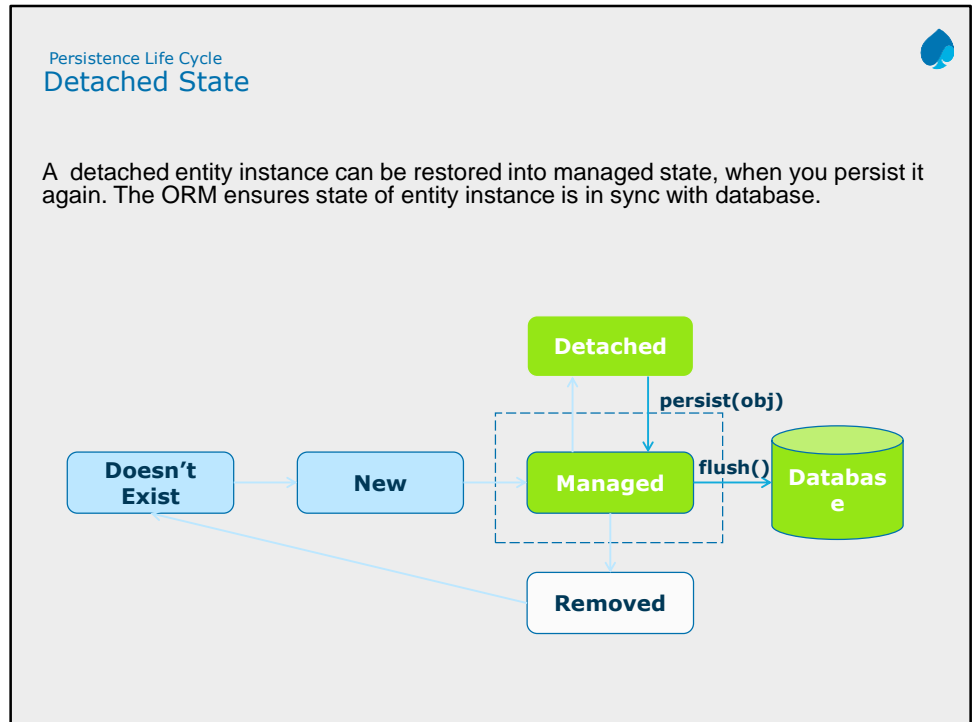 Persistence Life Cycle
Detached State
A  detached entity instance can be restored into managed state, when you persist it
again. The ORM ensures state of entity instance is in sync with database.
Detached
persist(obj)
Doesn’t
Exist
New
Managed
flush()
Databas
e
Removed